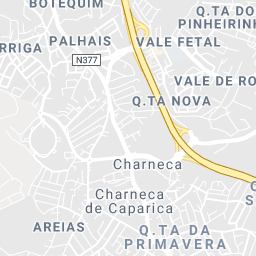 BOTEQUIM
Q.TA DO
PINHEIRINH
PALHAIS
VALE FETAL
RRIGA
N377
VALE DE RO
Q.TA NOVA
Charneca
Charneca
de Caparica
Q.
S
AREIAS
Q.TA DA
PRIMAVERA